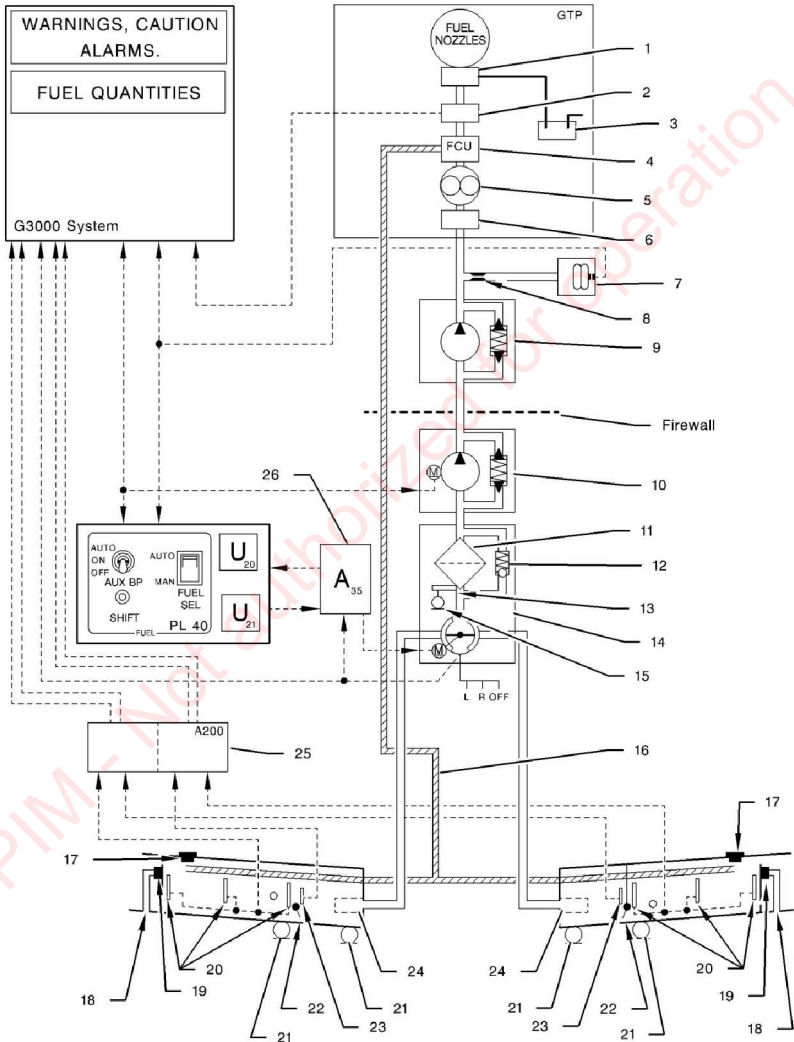 WARNINGS, CAUTION
ALARMS.
FUEL QUANTITIES
G3000 System
GTP
FUEL
NOZZLES
1
2
3
FCU
4
5
6
7
8
9
Firewall
10
26
11
12
13
14
15
AUTO
ON
OFF
AUX BP
SHIFT
AUTO
MAN
FUEL
SEL
FUEL
PL 40
U 20
U 21
A 35
M
M
L R OFF
A200
25
16
17
17
18
19
20
21
22
23
21
24
24
21
23
22
21
20
19
18
PIM - Not authorized for operation